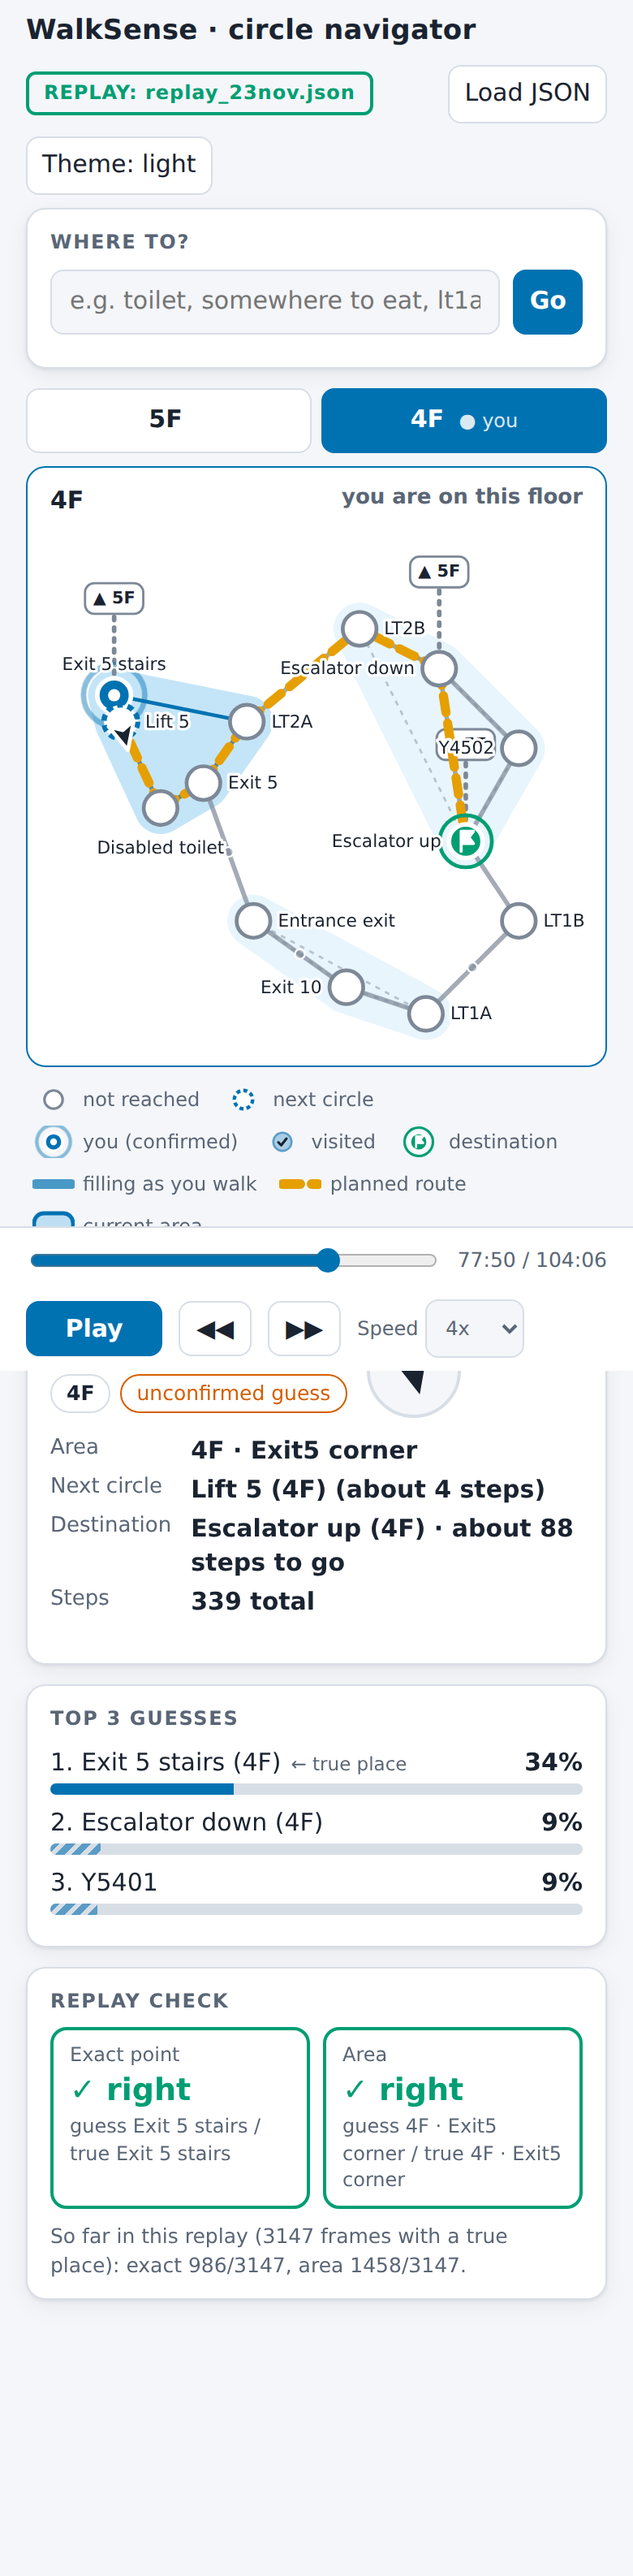 WalkSense · circle navigator
REPLAY: replay_23nov.json
Load JSON
Theme: light
WHERE TO?
e.g. toilet, somewhere to eat, lt1a
Go
5F
4F ● you
4F
you are on this floor
▲ 5F
▲ 5F
LT2B
Exit 5 stairs
Escalator down
Lift 5
LT2A
Y4502
Exit 5
Disabled toilet
Escalator up
Entrance exit
LT1B
Exit 10
LT1A
not reached
next circle
you (confirmed)
visited
destination
filling as you walk
planned route
current area
77:50 / 104:06
Play
◀◀
▶▶
Speed
4x
4F
unconfirmed guess
Area
4F · Exit5 corner
Next circle
Lift 5 (4F) (about 4 steps)
Destination
Escalator up (4F) · about 88
steps to go
Steps
339 total
TOP 3 GUESSES
1. Exit 5 stairs (4F) ← true place 34%
2. Escalator down (4F) 9%
3. Y5401 9%
REPLAY CHECK
Exact point
✓ right
guess Exit 5 stairs /
true Exit 5 stairs
Area
✓ right
guess 4F · Exit5
corner / true 4F · Exit5
corner
So far in this replay (3147 frames with a true
place): exact 986/3147, area 1458/3147.